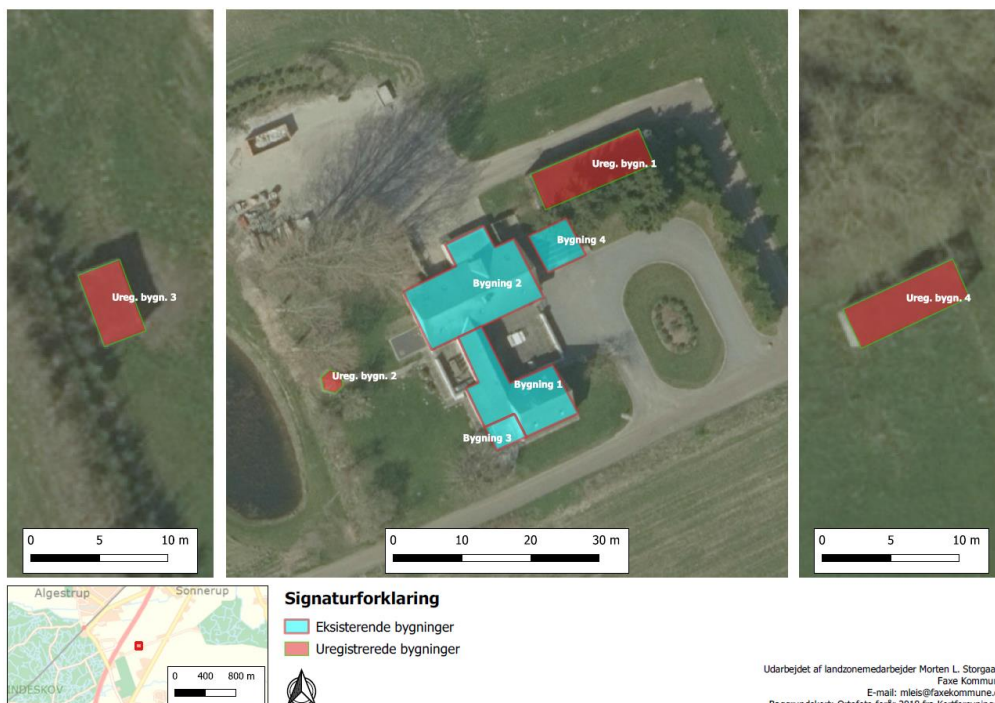 Ureg. bygn. 3
0 5 10 m
Ureg. bygn. 1
Bygning 4
Bygning 2
Ureg. bygn. 2
Bygning 1
Bygning 3
0 10 20 30 m
Ureg. bygn. 4
0 5 10 m
Algestrup
Sonnerup
INDESKOV
0 400 800 m
Signaturforklaring
Eksisterende bygninger
Uregistrerede bygninger
Udarbejdet af landzonemedarbejder Morten L. Storgaa
Faxe Kommun
E-mail: mleis@faxekommune.